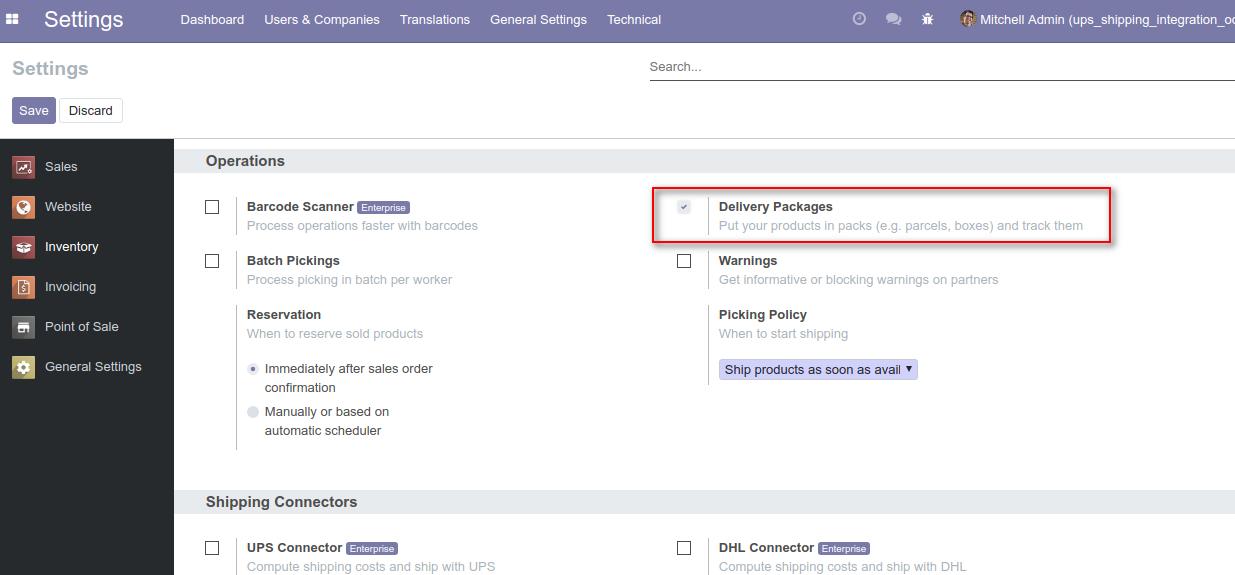 Settings Dashboard Users & Companies Translations General Settings Technical Mitchell Admin (ups_shipping_integration_oc
Settings
Search...
Save Discard
Sales
Website
Inventory
Invoicing
Point of Sale
General Settings
Operations
Barcode Scanner Enterprise
Process operations faster with barcodes
Delivery Packages
Put your products in packs (e.g. parcels, boxes) and track them
Batch Pickings
Process picking in batch per worker
Warnings
Get informative or blocking warnings on partners
Reservation
When to reserve sold products
Immediately after sales order
confirmation
Manually or based on
automatic scheduler
Picking Policy
When to start shipping
Ship products as soon as avail
Shipping Connectors
UPS Connector Enterprise
Compute shipping costs and ship with UPS
DHL Connector Enterprise
Compute shipping costs and ship with DHL